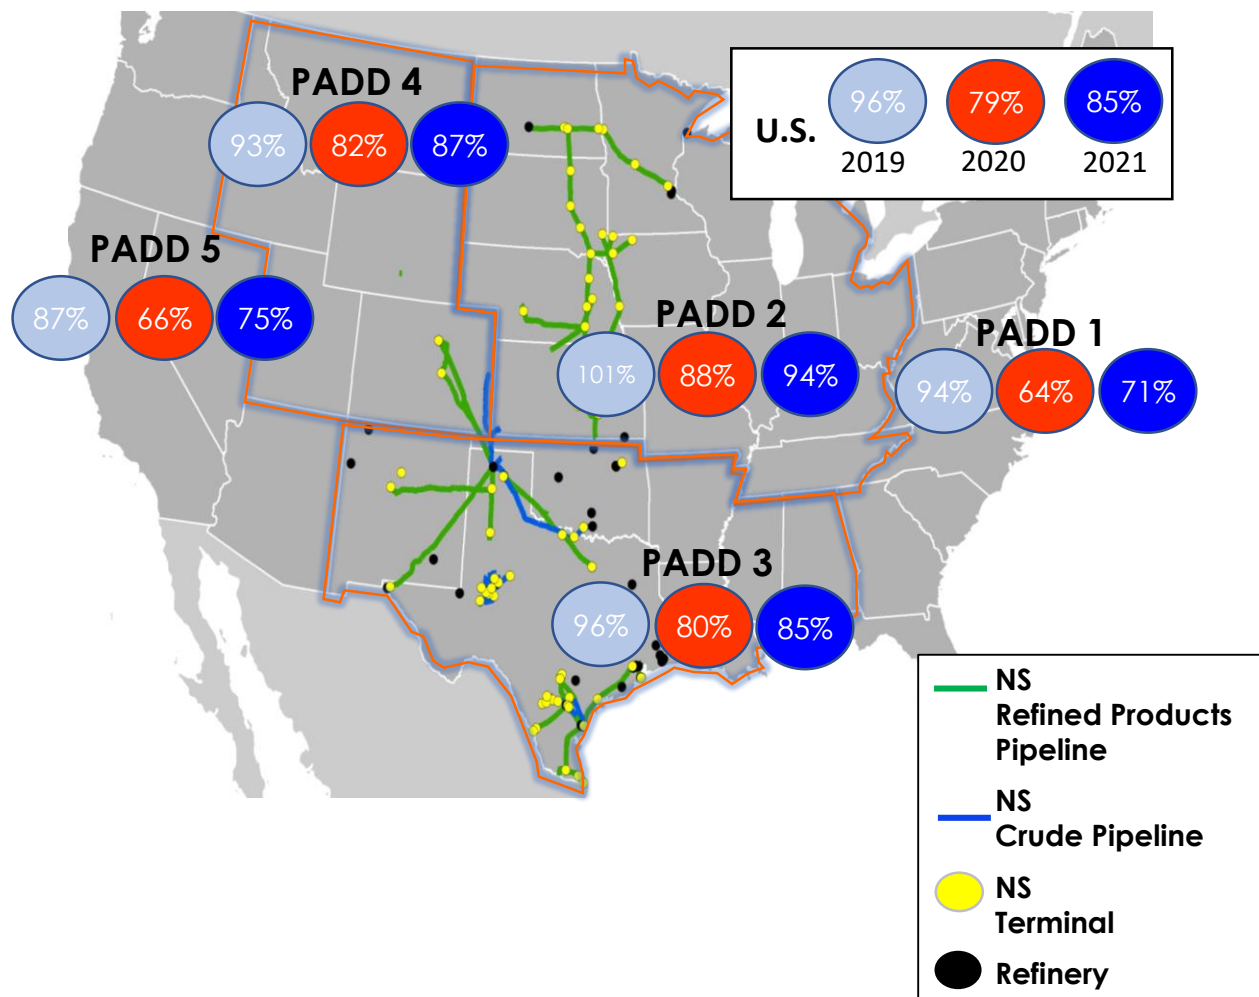 PADD 4
93% 82% 87%
U.S. 96% 79% 85%
2019 2020 2021
PADD 5
87% 66% 75%
PADD 2
101% 88% 94%
PADD 1
94% 64% 71%
PADD 3
96% 80% 85%
NS
Refined Products
Pipeline
NS
Crude Pipeline
NS
Terminal
Refinery